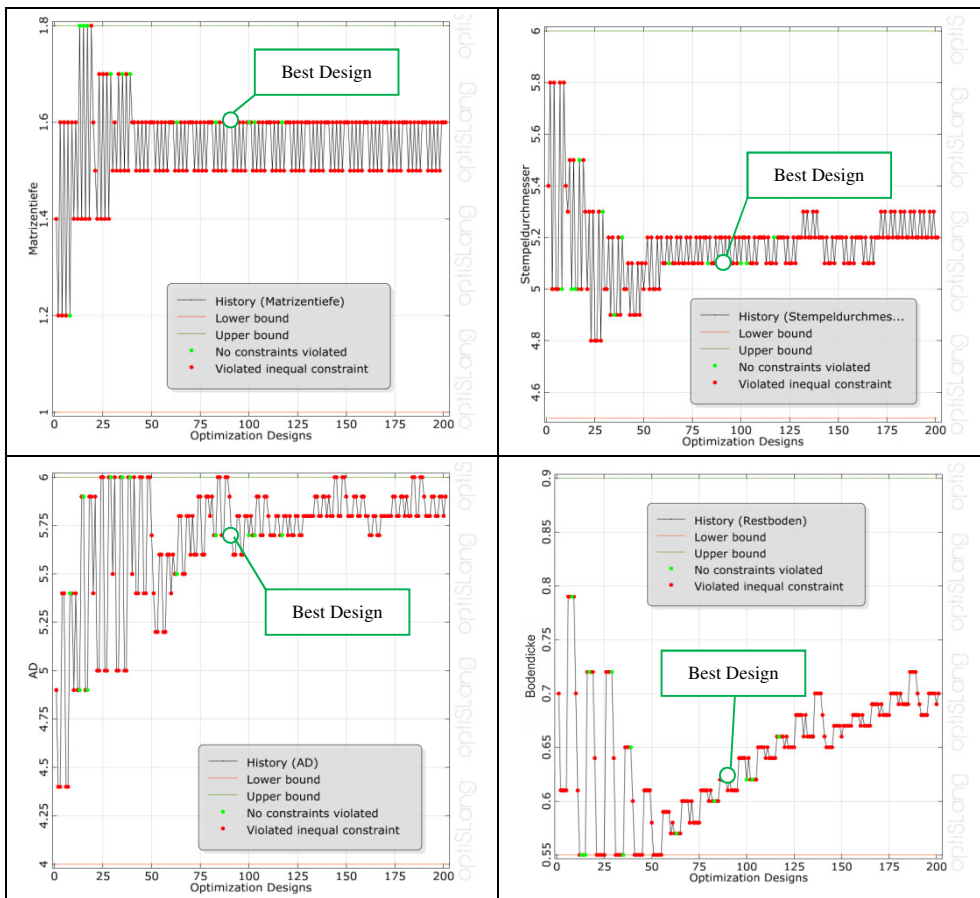 1.8
1.6
1.4
1.2
1
Matrizentiefe
Best Design
History (Matrizentiefe)
Lower bound
Upper bound
No constraints violated
Violated inequal constraint
0 25 50 75 100 125 150 175 200
Optimization Designs
optiSLang optiSLang optiS
6
5.8
5.6
5.4
5.2
5
4.8
4.6
Stempeldurchmesser
Best Design
History (Stempeldurchmes...
Lower bound
Upper bound
No constraints violated
Violated inequal constraint
0 25 50 75 100 125 150 175 200
Optimization Designs
optiSLang optiSLang optiS
6
5.75
5.5
5.25
5
4.75
4.5
4.25
4
AD
Best Design
History (AD)
Lower bound
Upper bound
No constraints violated
Violated inequal constraint
0 25 50 75 100 125 150 175 200
Optimization Designs
optiSLang optiSLang optiS
0.9
0.85
0.8
0.75
0.7
0.65
0.6
0.55
Bodendicke
History (Restboden)
Lower bound
Upper bound
No constraints violated
Violated inequal constraint
Best Design
0 25 50 75 100 125 150 175 200
Optimization Designs
optiSLang optiSLang optiS